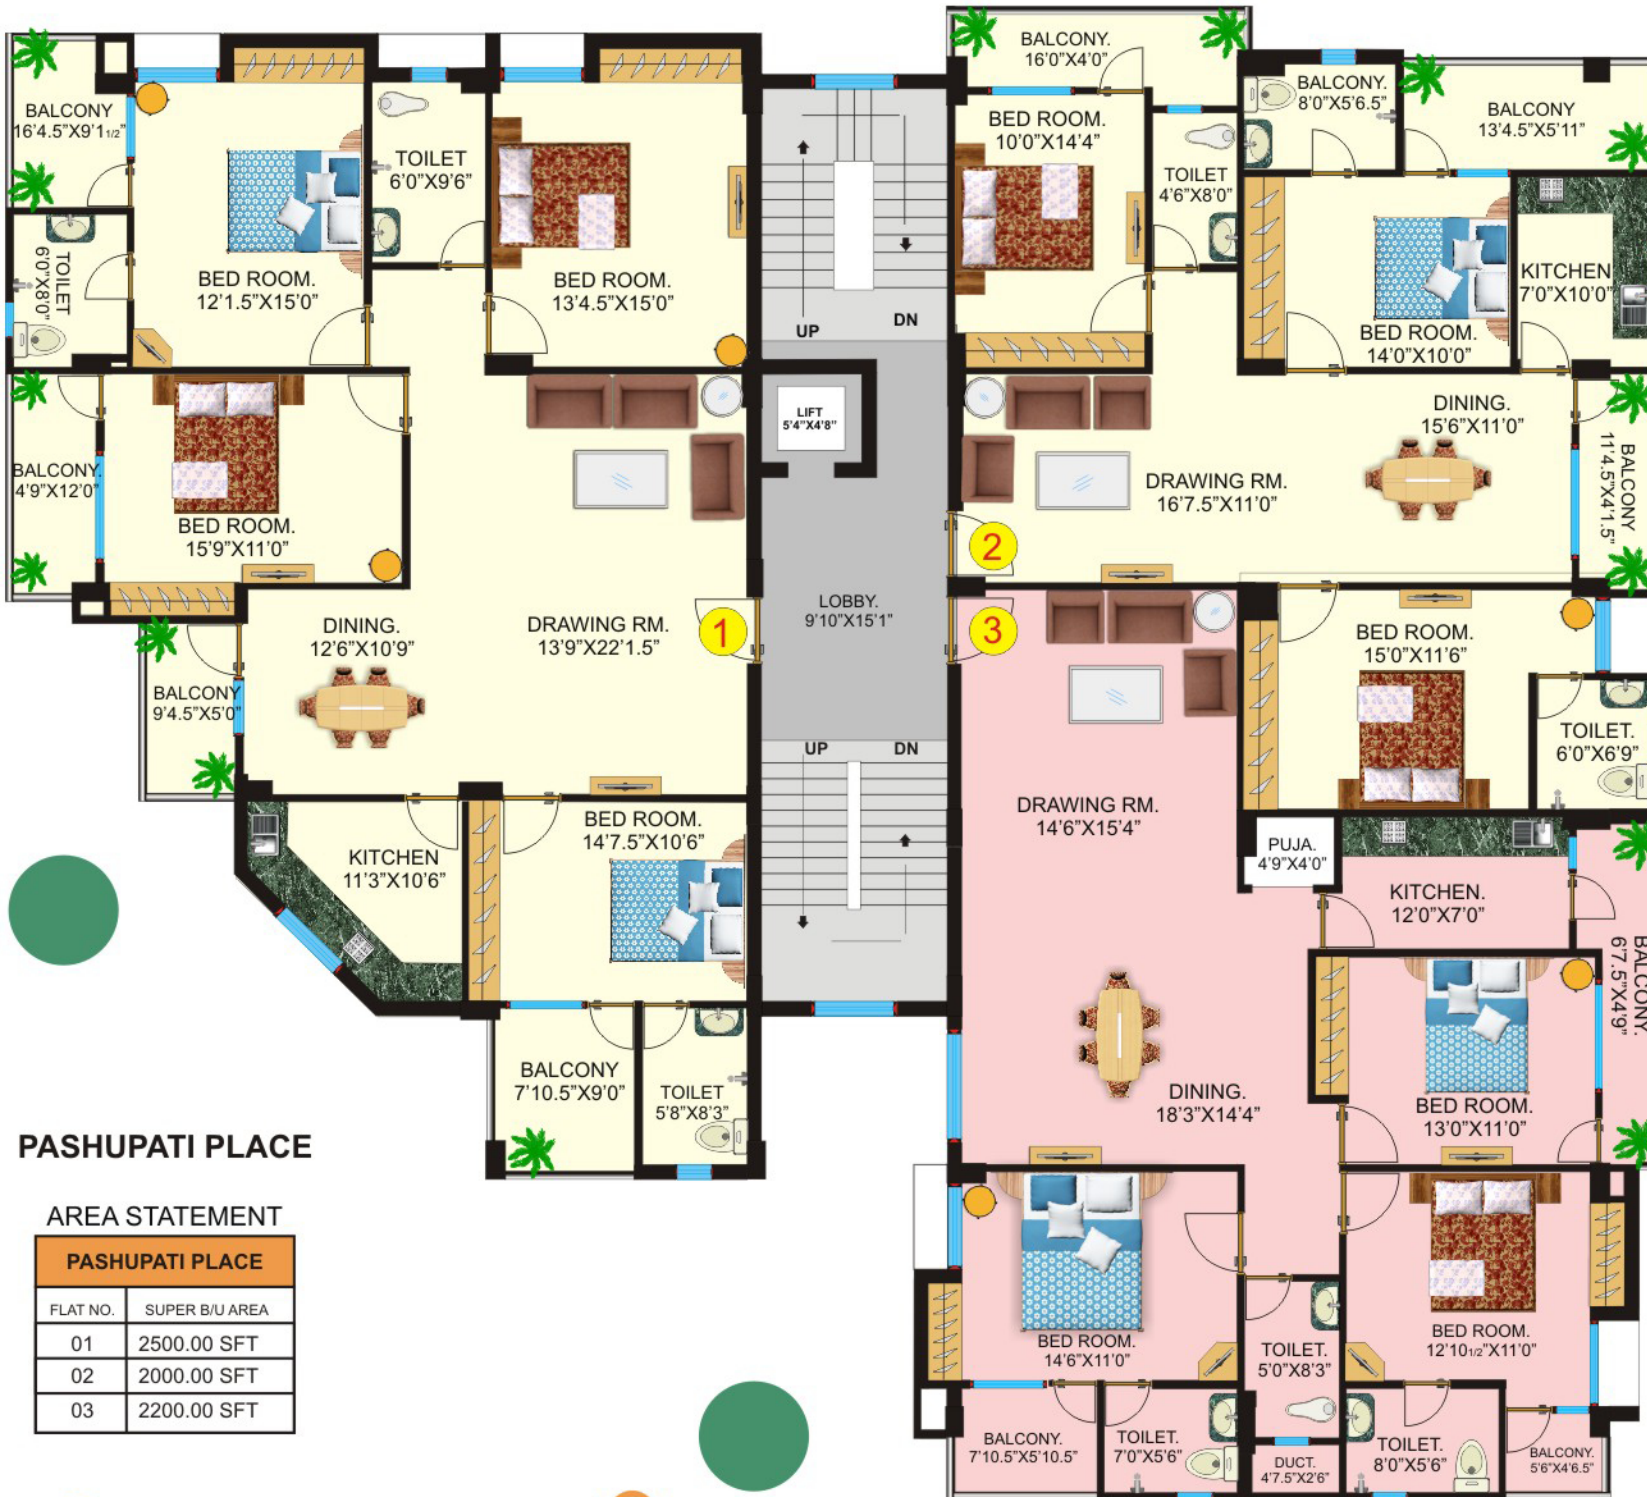 BALCONY
16'4.5"X9'1 1/2"
BED ROOM.
12'1.5"X15'0"
TOILET
6'0"X9'6"
BED ROOM.
13'4.5"X15'0"
TOILET
6'0"X8'0"
BALCONY.
4'9"X12'0"
BED ROOM.
15'9"X11'0"
DINING.
12'6"X10'9"
DRAWING RM.
13'9"X22'1.5"
1
BALCONY
9'4.5"X5'0"
KITCHEN
11'3"X10'6"
BED ROOM.
14'7.5"X10'6"
BALCONY
7'10.5"X9'0"
TOILET
5'8"X8'3"
UP
DN
LIFT
5'4"X4'8"
LOBBY.
9'10"X15'1"
UP
DN
BALCONY.
16'0"X4'0"
BED ROOM.
10'0"X14'4"
TOILET
4'6"X8'0"
BALCONY.
8'0"X5'6.5"
BALCONY
13'4.5"X5'11"
BED ROOM.
14'0"X10'0"
KITCHEN
7'0"X10'0"
DINING.
15'6"X11'0"
DRAWING RM.
16'7.5"X11'0"
BALCONY
11'4.5"X4'1.5"
2
BED ROOM.
15'0"X11'6"
TOILET.
6'0"X6'9"
3
DRAWING RM.
14'6"X15'4"
PUJA.
4'9"X4'0"
KITCHEN.
12'0"X7'0"
BALCONY.
6'7.5"X4'9"
BED ROOM.
13'0"X11'0"
DINING.
18'3"X14'4"
BED ROOM.
14'6"X11'0"
TOILET.
5'0"X8'3"
BED ROOM.
12'10 1/2"X11'0"
BALCONY.
7'10.5"X5'10.5"
TOILET.
7'0"X5'6"
DUCT.
4'7.5"X2'6"
TOILET.
8'0"X5'6"
BALCONY.
5'6"X4'6.5"
PASHUPATI PLACE
AREA STATEMENT
PASHUPATI PLACE
FLAT NO. SUPER B/U AREA
01 2500.00 SFT
02 2000.00 SFT
03 2200.00 SFT